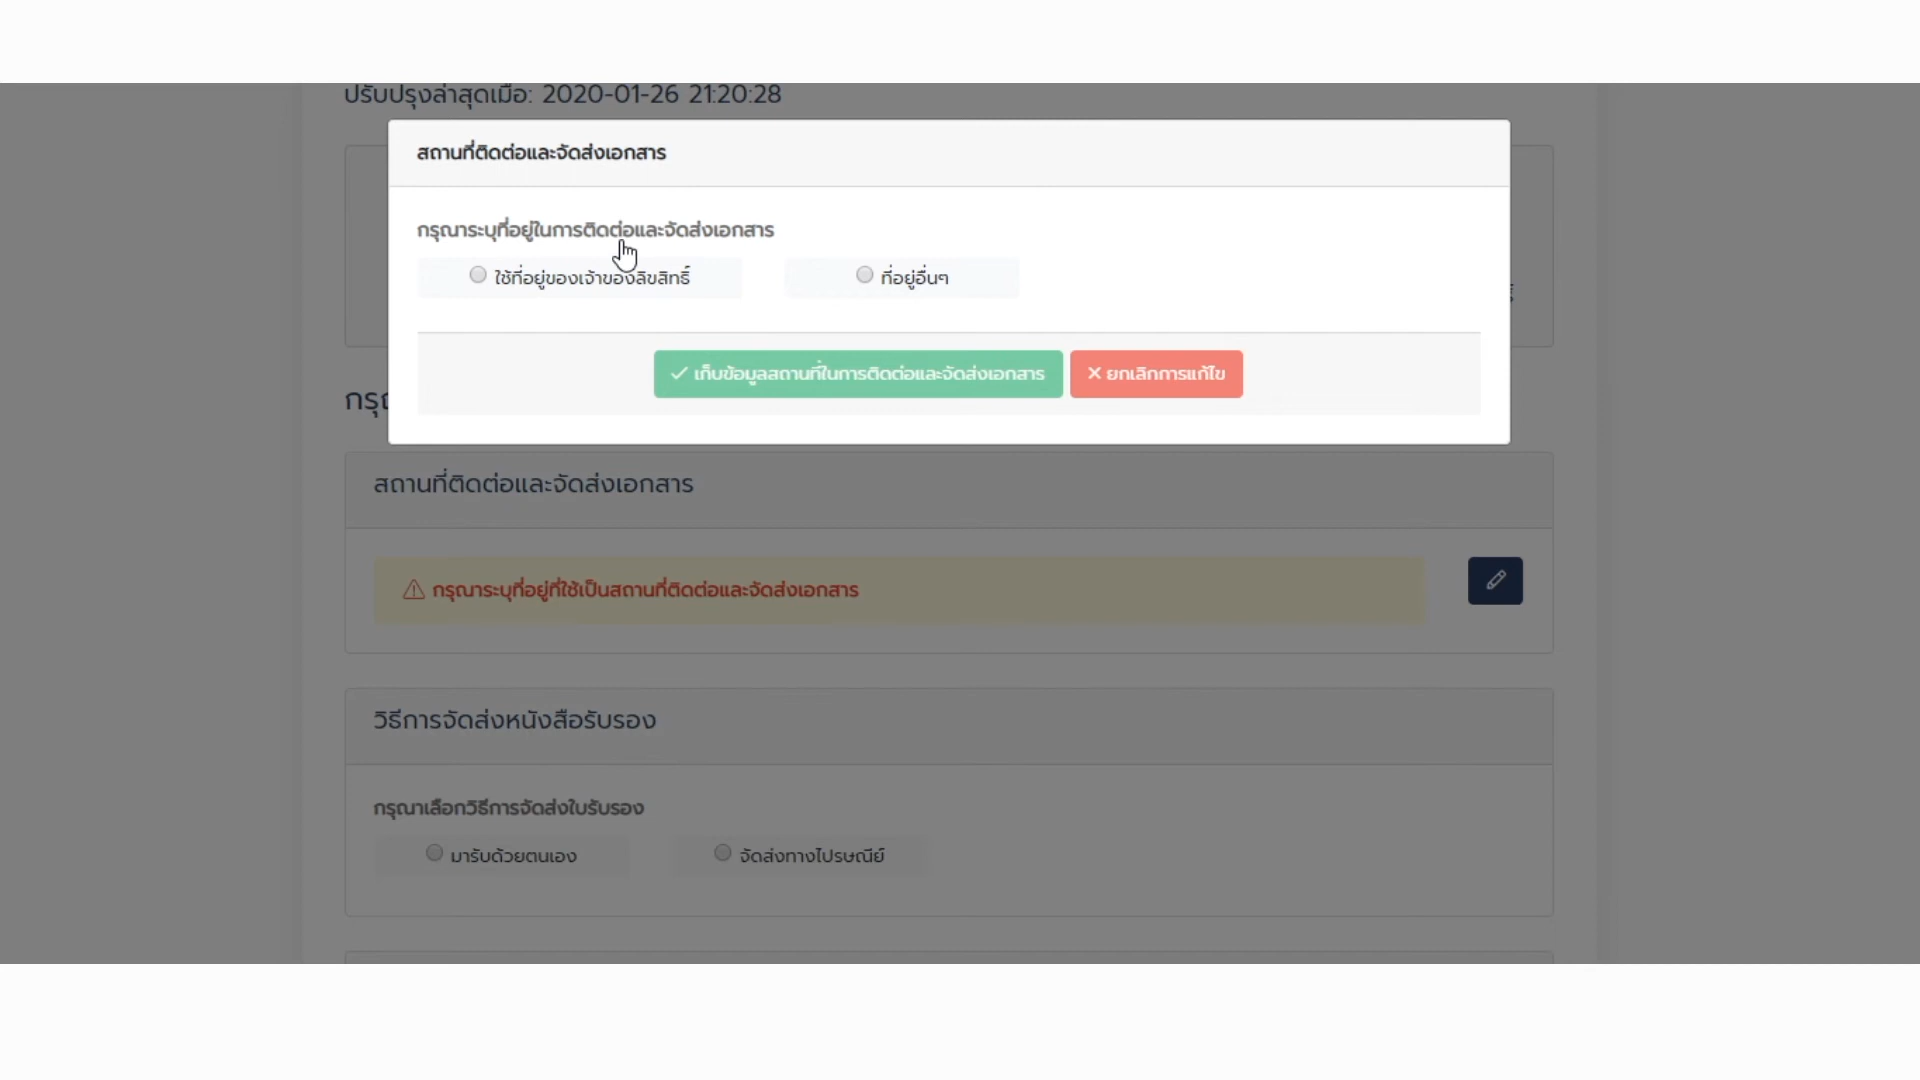 ปรับปรุงล่าสุดเมื่อ: 2020-01-26 21:20:28
สถานที่ติดต่อและจัดส่งเอกสาร
กรุณาระบุที่อยู่ในการติดต่อและจัดส่งเอกสาร
ใช้ที่อยู่ของเจ้าของลิขสิทธิ์ ที่อยู่อื่นๆ
เก็บข้อมูลสถานที่ในการติดต่อและจัดส่งเอกสาร ยกเลิกการแก้ไข
สถานที่ติดต่อและจัดส่งเอกสาร
กรุณาระบุที่อยู่ที่ใช้เป็นสถานที่ติดต่อและจัดส่งเอกสาร
วิธีการจัดส่งหนังสือรับรอง
กรุณาเลือกวิธีการจัดส่งใบรับรอง
มารับด้วยตนเอง จัดส่งทางไปรษณีย์